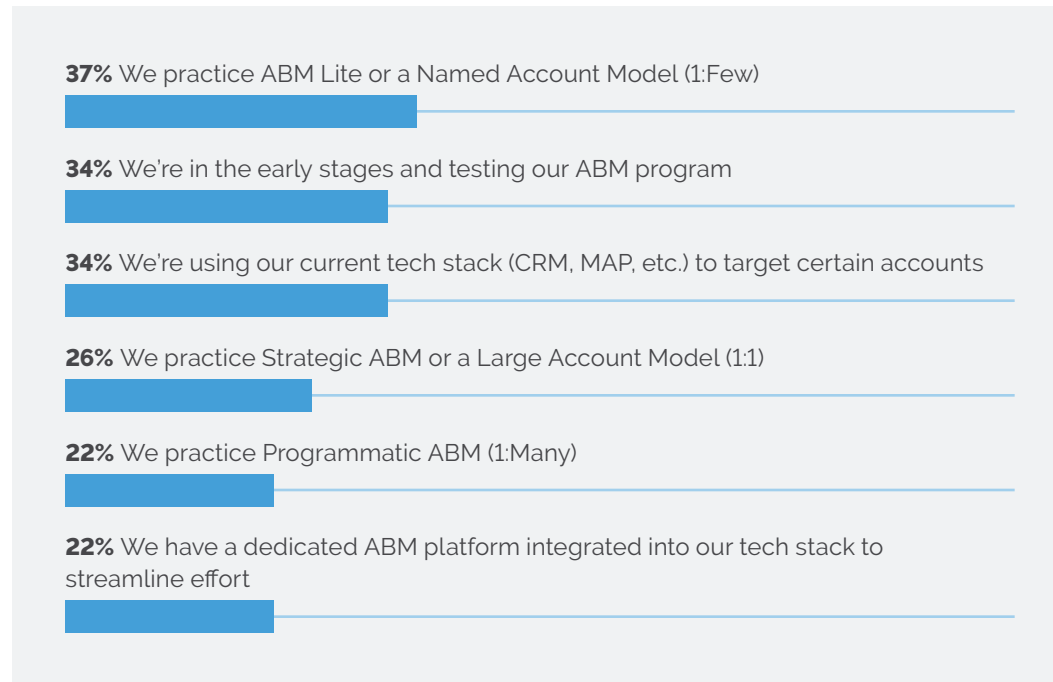 37% We practice ABM Lite or a Named Account Model (1:Few)
34% We're in the early stages and testing our ABM program
34% We're using our current tech stack (CRM, MAP, etc.) to target certain accounts
26% We practice Strategic ABM or a Large Account Model (1:1)
22% We practice Programmatic ABM (1:Many)
22% We have a dedicated ABM platform integrated into our tech stack to
streamline effort